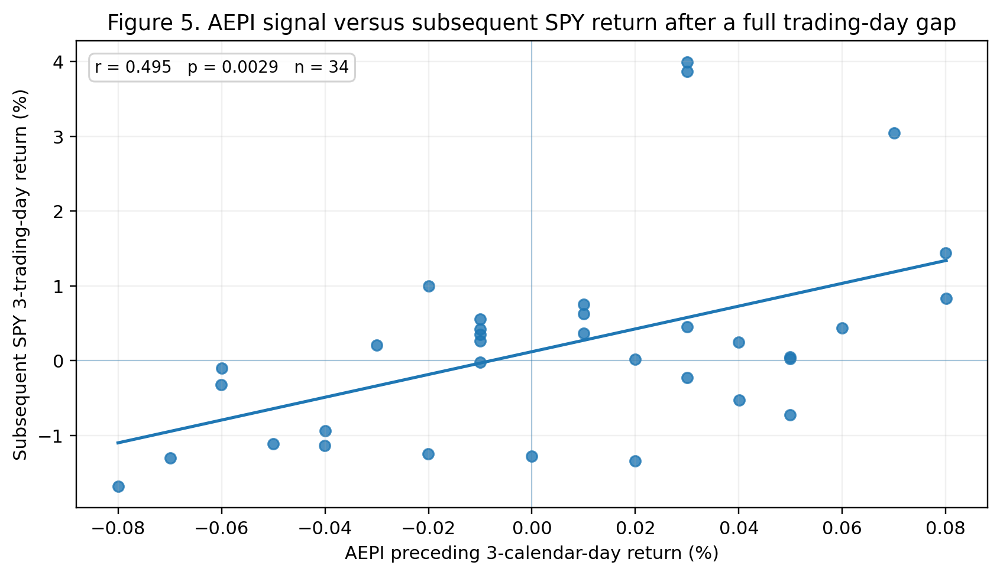 Figure 5. AEPI signal versus subsequent SPY return after a full trading-day gap
r = 0.495   p = 0.0029   n = 34
Subsequent SPY 3-trading-day return (%)
4
3
2
1
0
−1
−0.08 −0.06 −0.04 −0.02 0.00 0.02 0.04 0.06 0.08
AEPI preceding 3-calendar-day return (%)